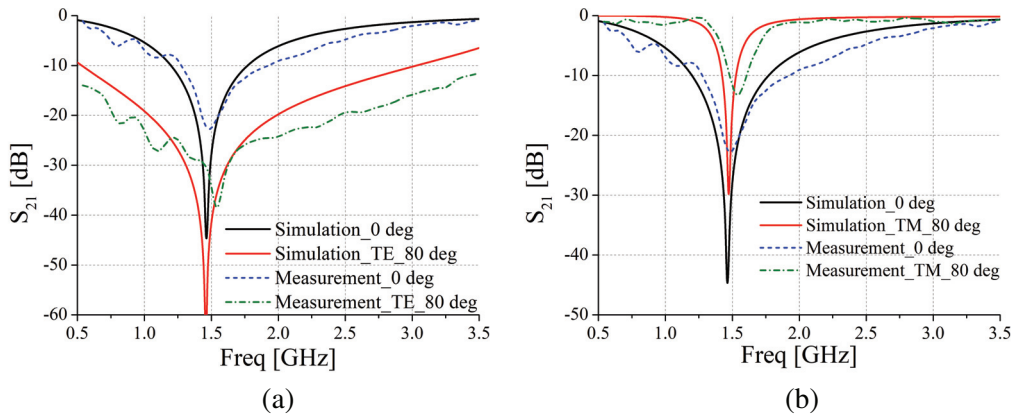 0
-10
-20
-30
-40
-50
-60
S21 [dB]
Simulation_0 deg
Simulation_TE_80 deg
Measurement_0 deg
Measurement_TE_80 deg
0.5 1.0 1.5 2.0 2.5 3.0 3.5
Freq [GHz]
(a)
0
-10
-20
-30
-40
-50
S21 [dB]
Simulation_0 deg
Simulation_TM_80 deg
Measurement_0 deg
Measurement_TM_80 deg
0.5 1.0 1.5 2.0 2.5 3.0 3.5
Freq [GHz]
(b)